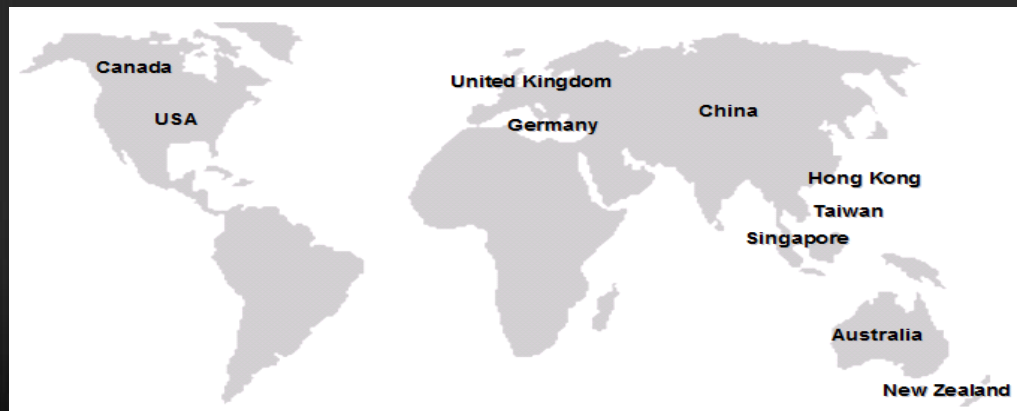 Canada
United Kingdom
USA
China
Germany
Hong Kong
Taiwan
Singapore
Australia
New Zealand